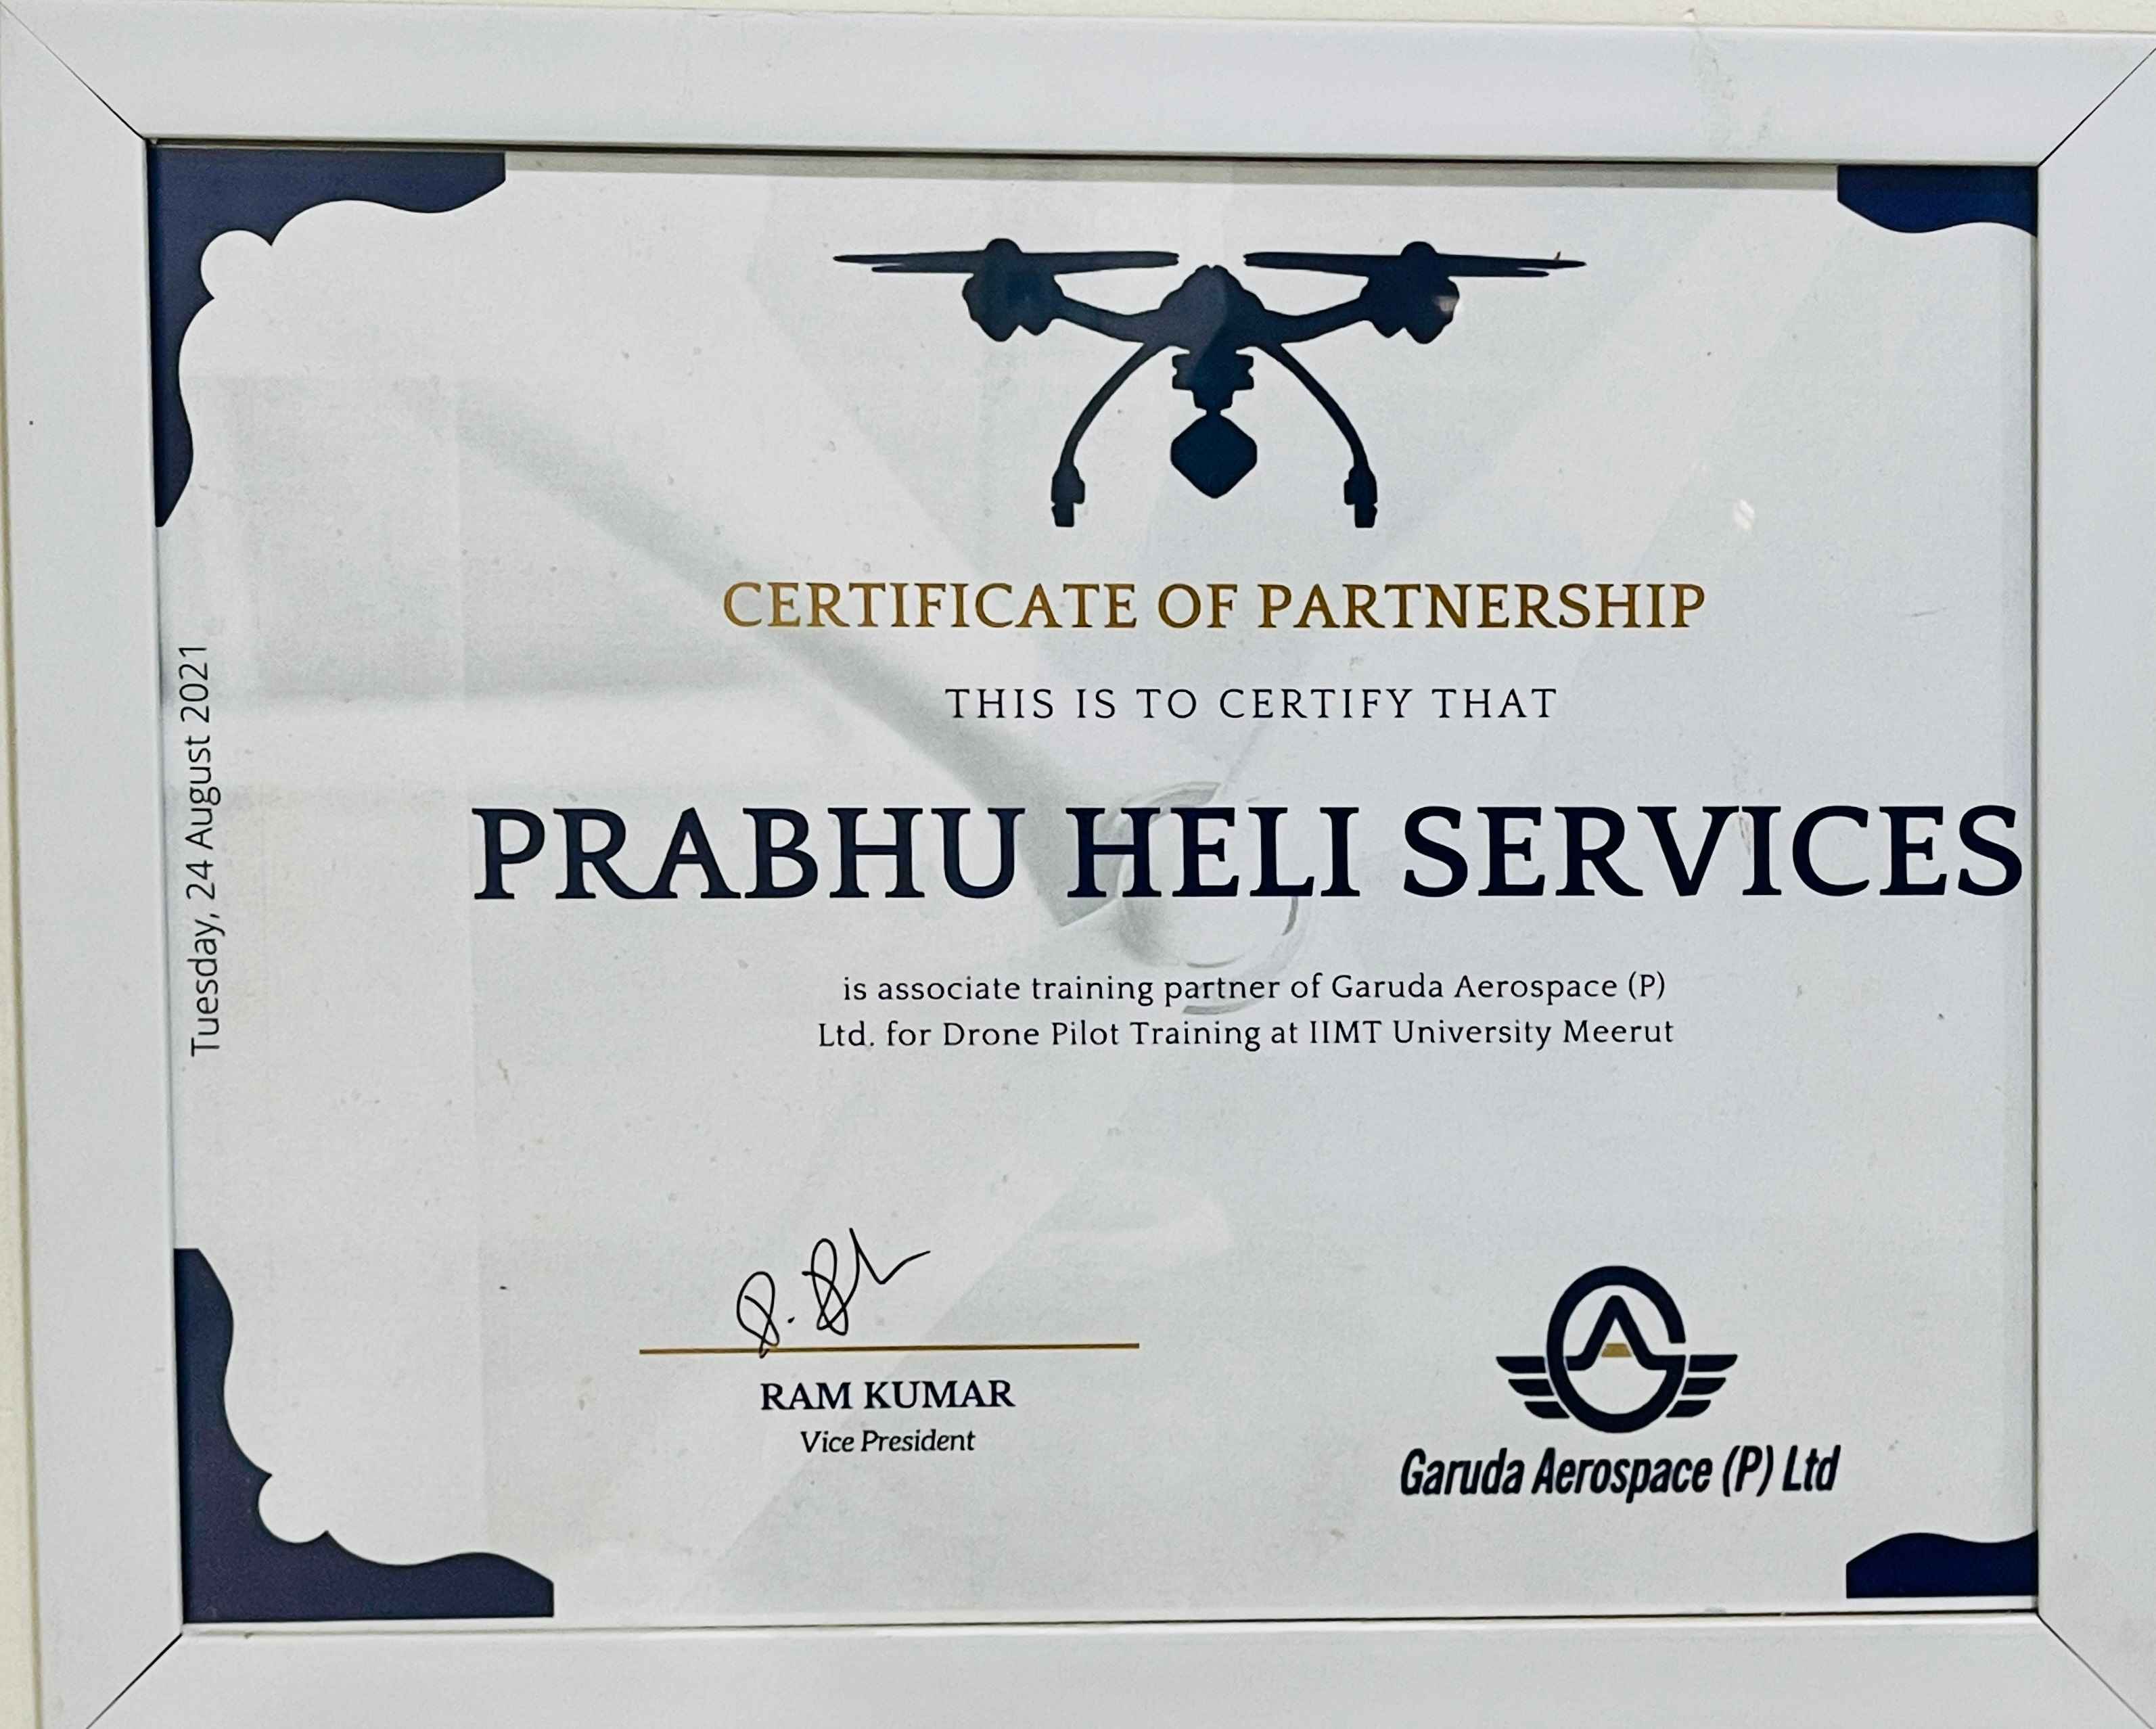 Tuesday, 24 August 2021
CERTIFICATE OF PARTNERSHIP
THIS IS TO CERTIFY THAT
PRABHU HELI SERVICES
is associate training partner of Garuda Aerospace (P)
Ltd. for Drone Pilot Training at IIMT University Meerut
RAM KUMAR
Vice President
Garuda Aerospace (P) Ltd